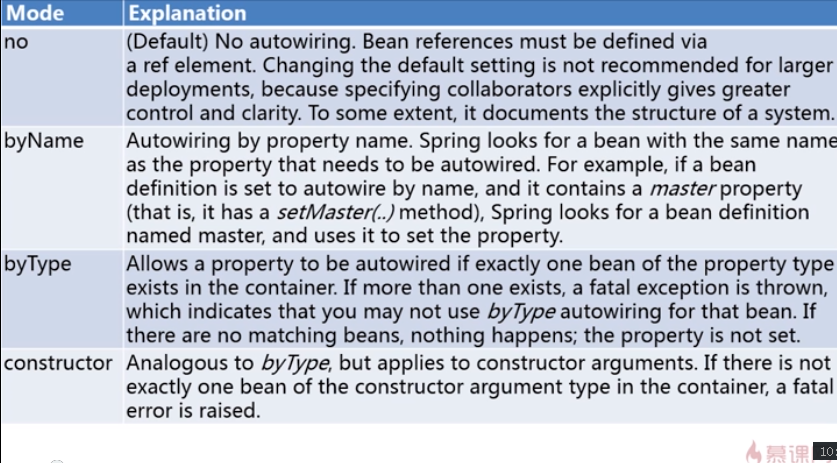 Mode Explanation
no (Default) No autowiring. Bean references must be defined via
a ref element. Changing the default setting is not recommended for larger
deployments, because specifying collaborators explicitly gives greater
control and clarity. To some extent, it documents the structure of a system.
byName Autowiring by property name. Spring looks for a bean with the same name
as the property that needs to be autowired. For example, if a bean
definition is set to autowire by name, and it contains a master property
(that is, it has a setMaster(..) method), Spring looks for a bean definition
named master, and uses it to set the property.
byType Allows a property to be autowired if exactly one bean of the property type
exists in the container. If more than one exists, a fatal exception is thrown,
which indicates that you may not use byType autowiring for that bean. If
there are no matching beans, nothing happens; the property is not set.
constructor Analogous to byType, but applies to constructor arguments. If there is not
exactly one bean of the constructor argument type in the container, a fatal
error is raised.
慕课